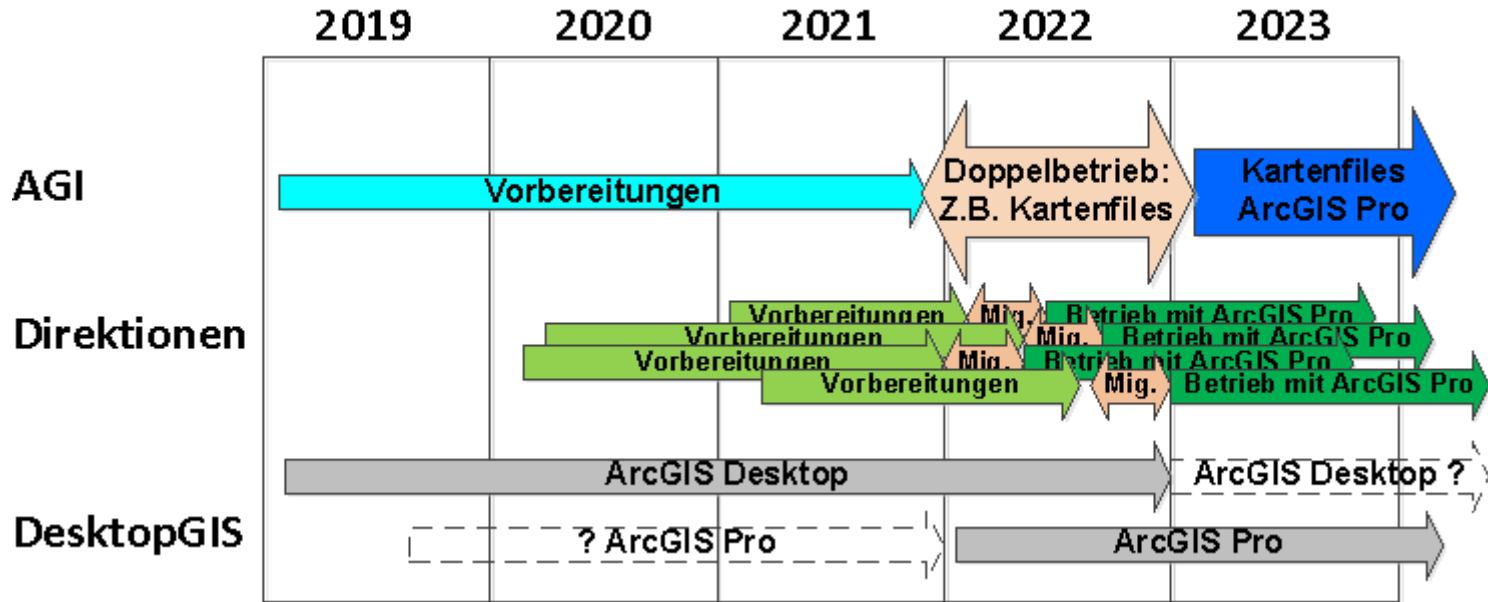 2019 2020 2021 2022 2023
AGI
Vorbereitungen
Doppelbetrieb:
Z.B. Kartenfiles
Kartenfiles
ArcGIS Pro
Direktionen
Vorbereitungen Mig. Betrieb mit ArcGIS Pro
Vorbereitungen Mig. Betrieb mit ArcGIS Pro
Vorbereitungen Mig. Betrieb mit ArcGIS Pro
Vorbereitungen Mig. Betrieb mit ArcGIS Pro
DesktopGIS
ArcGIS Desktop ArcGIS Desktop ?
? ArcGIS Pro ArcGIS Pro